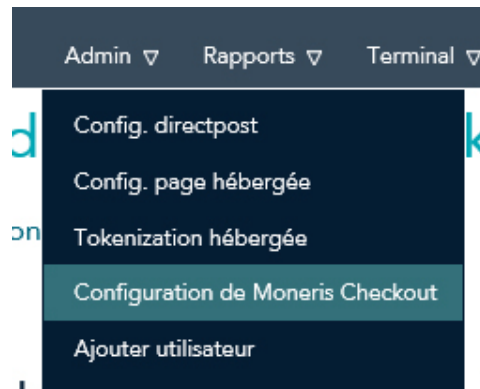 Admin ▽ Rapports ▽ Terminal ▽
Config. directpost
Config. page hébergée
Tokenization hébergée
Configuration de Moneris Checkout
Ajouter utilisateur